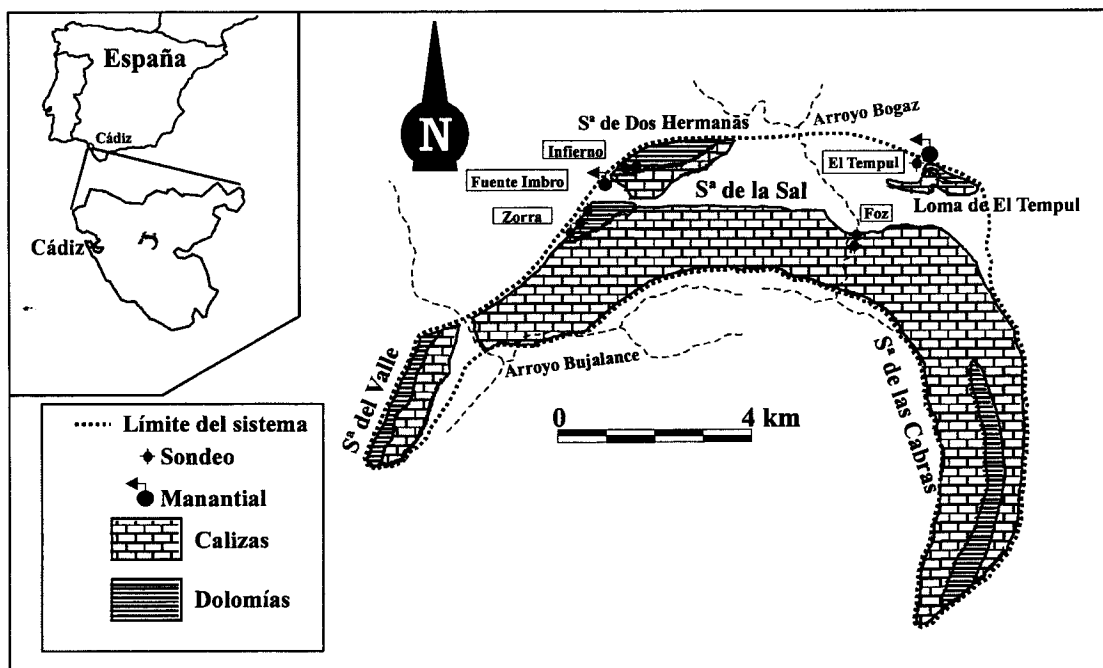 España
Cádiz
Cádiz
N
Arroyo Bogaz
Sª de Dos Hermanas
Infierno
El Tempul
Fuente Imbro
Sª de la Sal
Loma de El Tempul
Zorra
Foz
Arroyo Bujalance
Sª del Valle
Sª de las Cabras
0 4 km
Límite del sistema
Sondeo
Manantial
Calizas
Dolomías